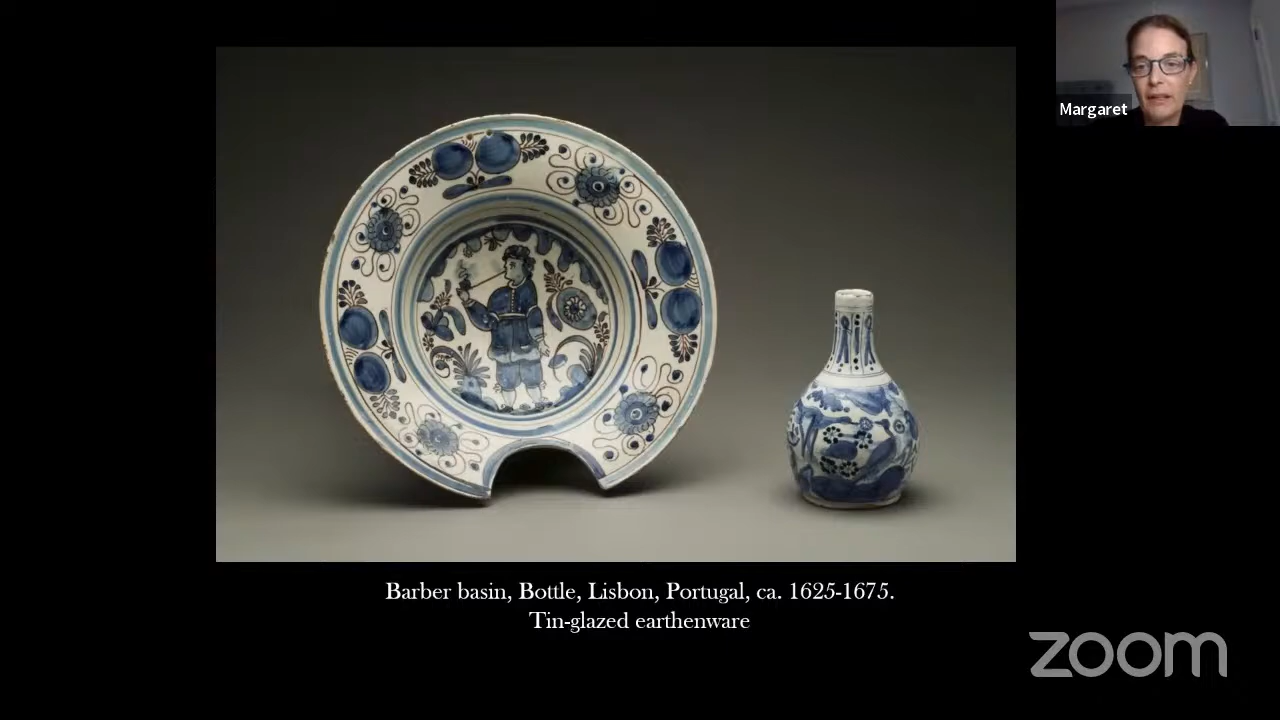 Margaret
Barber basin, Bottle, Lisbon, Portugal, ca. 1625-1675.
Tin-glazed earthenware
zoom